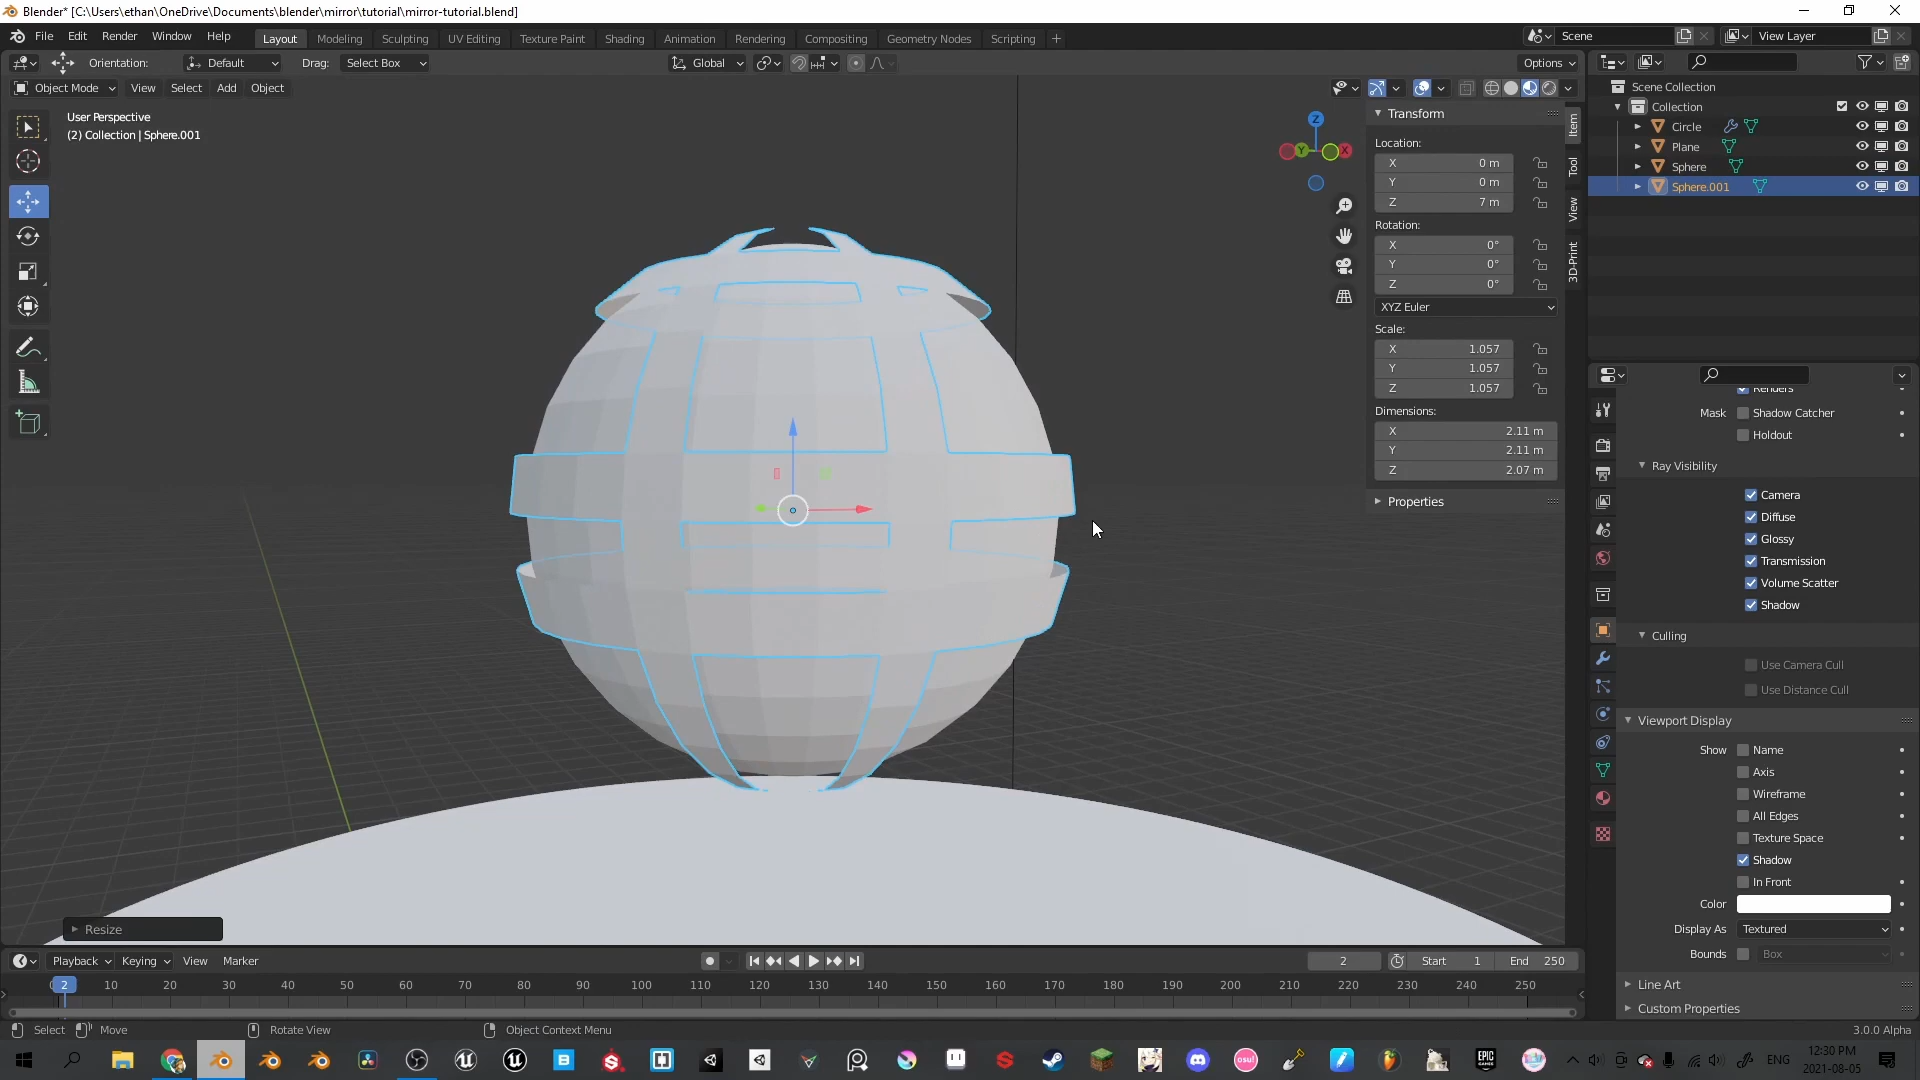 Blender* [C:\Users\ethan\OneDrive\Documents\blender\mirror\tutorial\mirror-tutorial.blend]
File Edit Render Window Help Layout Modeling Sculpting UV Editing Texture Paint Shading Animation Rendering Compositing Geometry Nodes Scripting + Scene View Layer
Orientation: Default Drag: Select Box Global Options
Object Mode View Select Add Object
User Perspective
(2) Collection | Sphere.001
Z
Y
X
Transform
Location:
X 0 m
Y 0 m
Z 7 m
Rotation:
X 0°
Y 0°
Z 0°
XYZ Euler
Scale:
X 1.057
Y 1.057
Z 1.057
Dimensions:
X 2.11 m
Y 2.11 m
Z 2.07 m
Properties
Item
Tool
View
3D-Print
Scene Collection
Collection
Circle
Plane
Sphere
Sphere.001
Renders
Mask Shadow Catcher
Holdout
Ray Visibility
Camera
Diffuse
Glossy
Transmission
Volume Scatter
Shadow
Culling
Use Camera Cull
Use Distance Cull
Viewport Display
Show Name
Axis
Wireframe
All Edges
Texture Space
Shadow
In Front
Color
Display As Textured
Bounds Box
Line Art
Custom Properties
Resize
Playback Keying View Marker 2 Start 1 End 250
2 10 20 30 40 50 60 70 80 90 100 110 120 130 140 150 160 170 180 190 200 210 220 230 240 250
Select Move Rotate View Object Context Menu 3.0.0 Alpha
osu!
EPIC GAMES
ENG
12:30 PM
2021-08-05